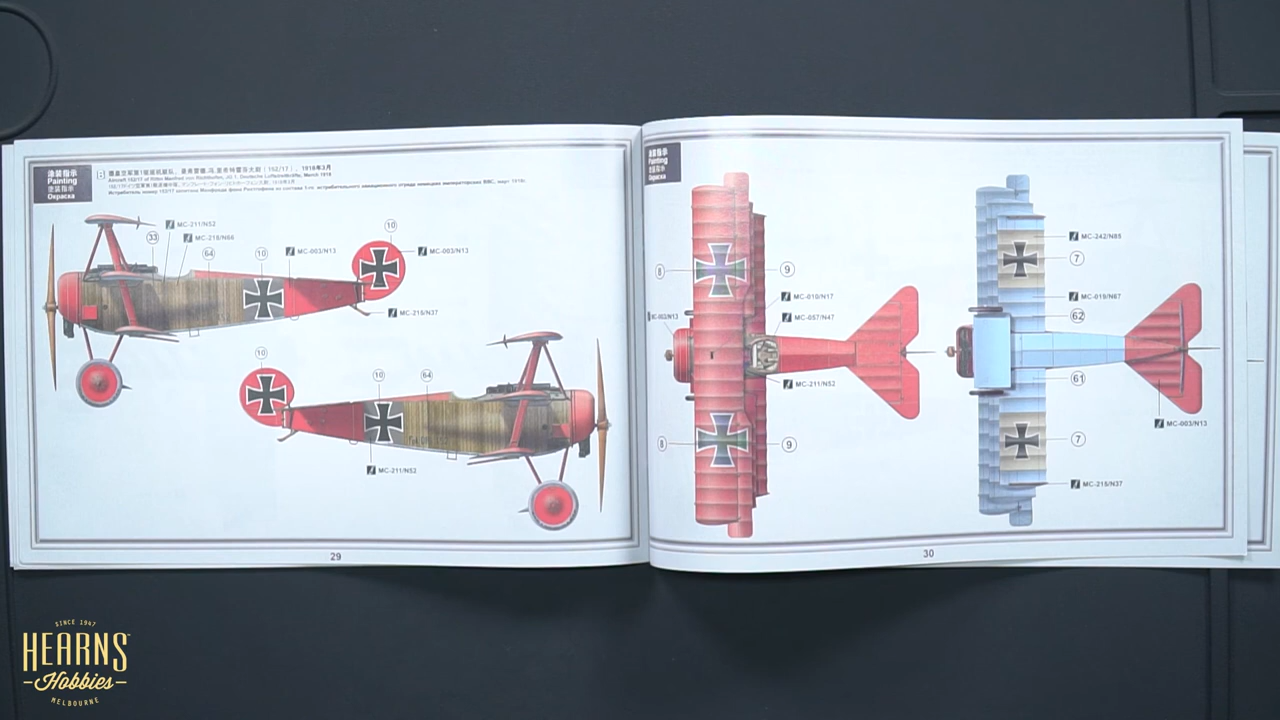 涂装指示
Painting
塗装指示
Окраска
Aircraft 152/17 of Rittm Manfred von Richthofen, JG 1, Deutsche Luftstreitkräfte, March 1918
MC-211/N52
33
MC-218/N66
64
10
MC-003/N13
10
MC-003/N13
MC-215/N37
10
10
64
MC-211/N52
29
涂装指示
Painting
塗装指示
Окраска
8
9
MC-010/N17
MC-057/N47
MC-003/N13
MC-211/N52
8
9
MC-242/N85
7
MC-019/N67
62
61
MC-003/N13
7
MC-215/N37
30
SINCE 1947
HEARNS
Hobbies
MELBOURNE